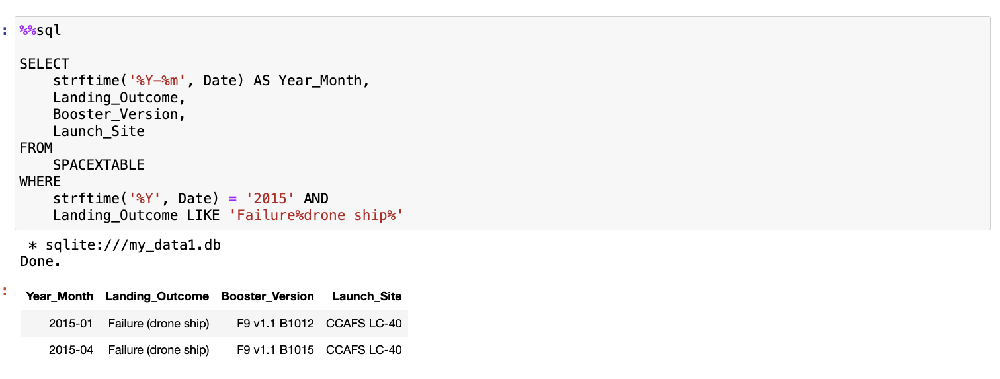 : %%sql
SELECT
    strftime('%Y-%m', Date) AS Year_Month,
    Landing_Outcome,
    Booster_Version,
    Launch_Site
FROM
    SPACEXTABLE
WHERE
    strftime('%Y', Date) = '2015' AND
    Landing_Outcome LIKE 'Failure%drone ship%'
 * sqlite:///my_data1.db
Done.
: Year_Month Landing_Outcome Booster_Version Launch_Site
2015-01 Failure (drone ship) F9 v1.1 B1012 CCAFS LC-40
2015-04 Failure (drone ship) F9 v1.1 B1015 CCAFS LC-40